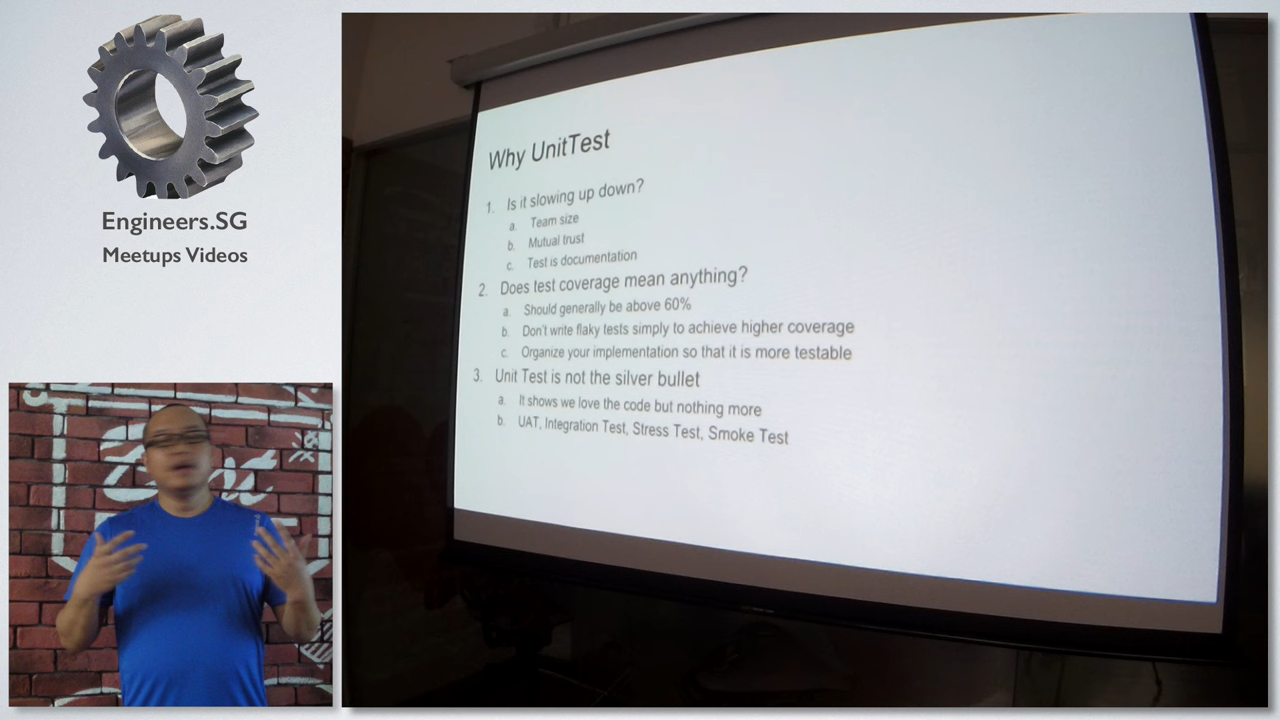 Engineers.SG
Meetups Videos
Why UnitTest
1. Is it slowing up down?
a. Team size
b. Mutual trust
c. Test is documentation
2. Does test coverage mean anything?
a. Should generally be above 60%
b. Don't write flaky tests simply to achieve higher coverage
c. Organize your implementation so that it is more testable
3. Unit Test is not the silver bullet
a. It shows we love the code but nothing more
b. UAT, Integration Test, Stress Test, Smoke Test